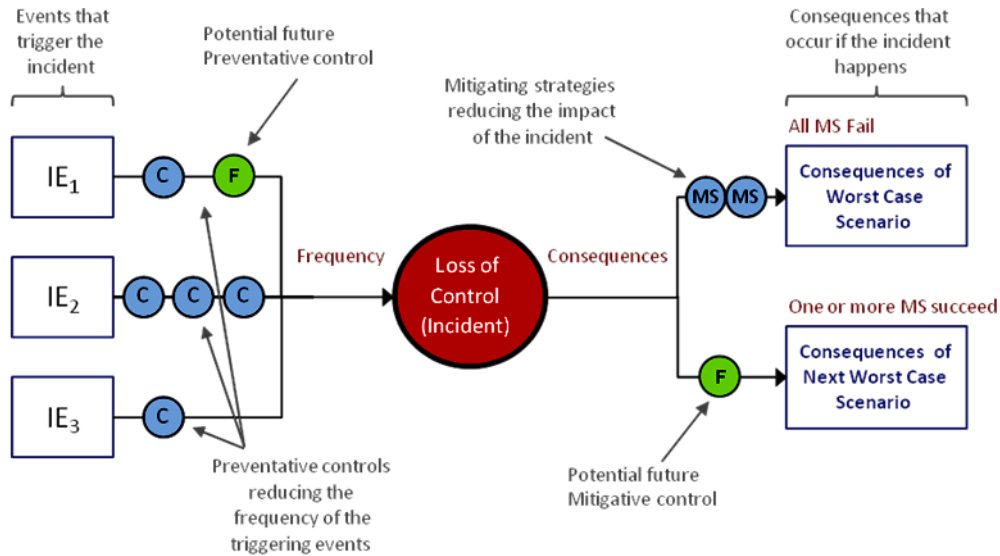 Events that
trigger the
incident
Potential future
Preventative control
Mitigating strategies
reducing the impact
of the incident
Consequences that
occur if the incident
happens
All MS Fail
IE1
C
F
MS
MS
Consequences of
Worst Case
Scenario
IE2
C
C
C
Frequency
Loss of
Control
(Incident)
Consequences
One or more MS succeed
F
Consequences of
Next Worst Case
Scenario
IE3
C
Preventative controls
reducing the
frequency of the
triggering events
Potential future
Mitigative control